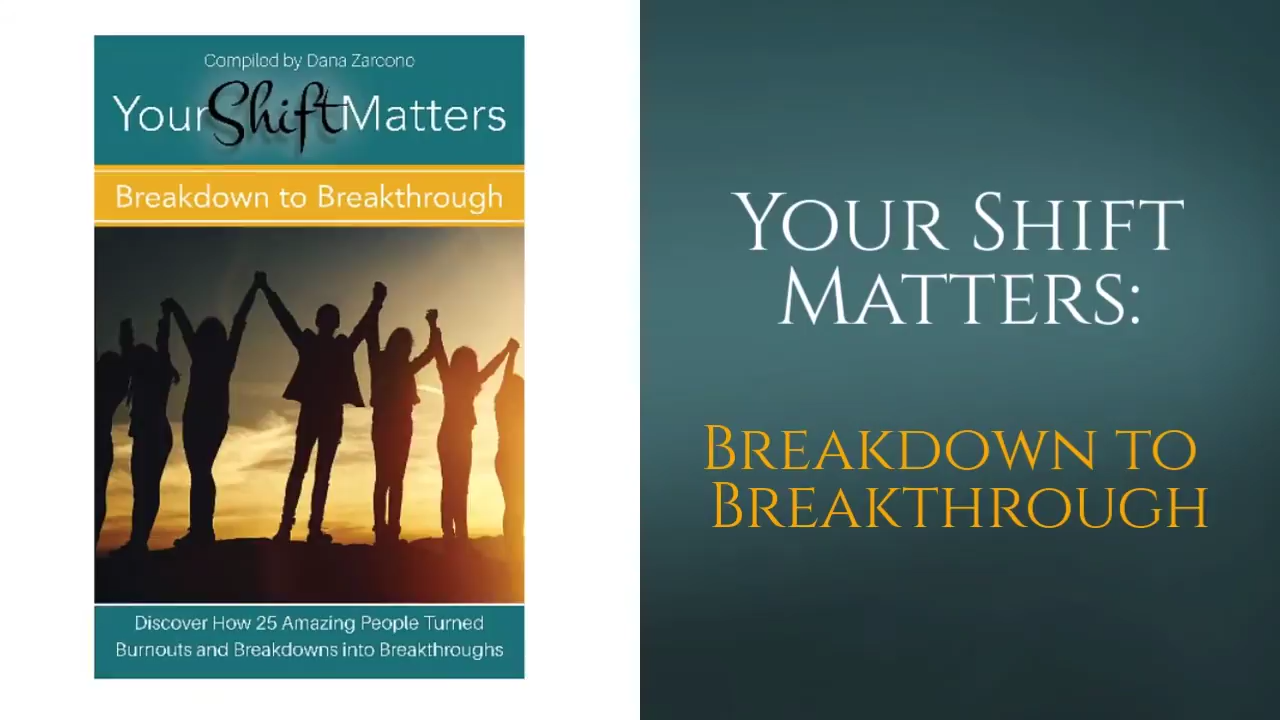 Compiled by Dana Zarcone
Your Shift Matters
Breakdown to Breakthrough
Discover How 25 Amazing People Turned
Burnouts and Breakdowns into Breakthroughs
YOUR SHIFT
MATTERS:
BREAKDOWN TO
BREAKTHROUGH